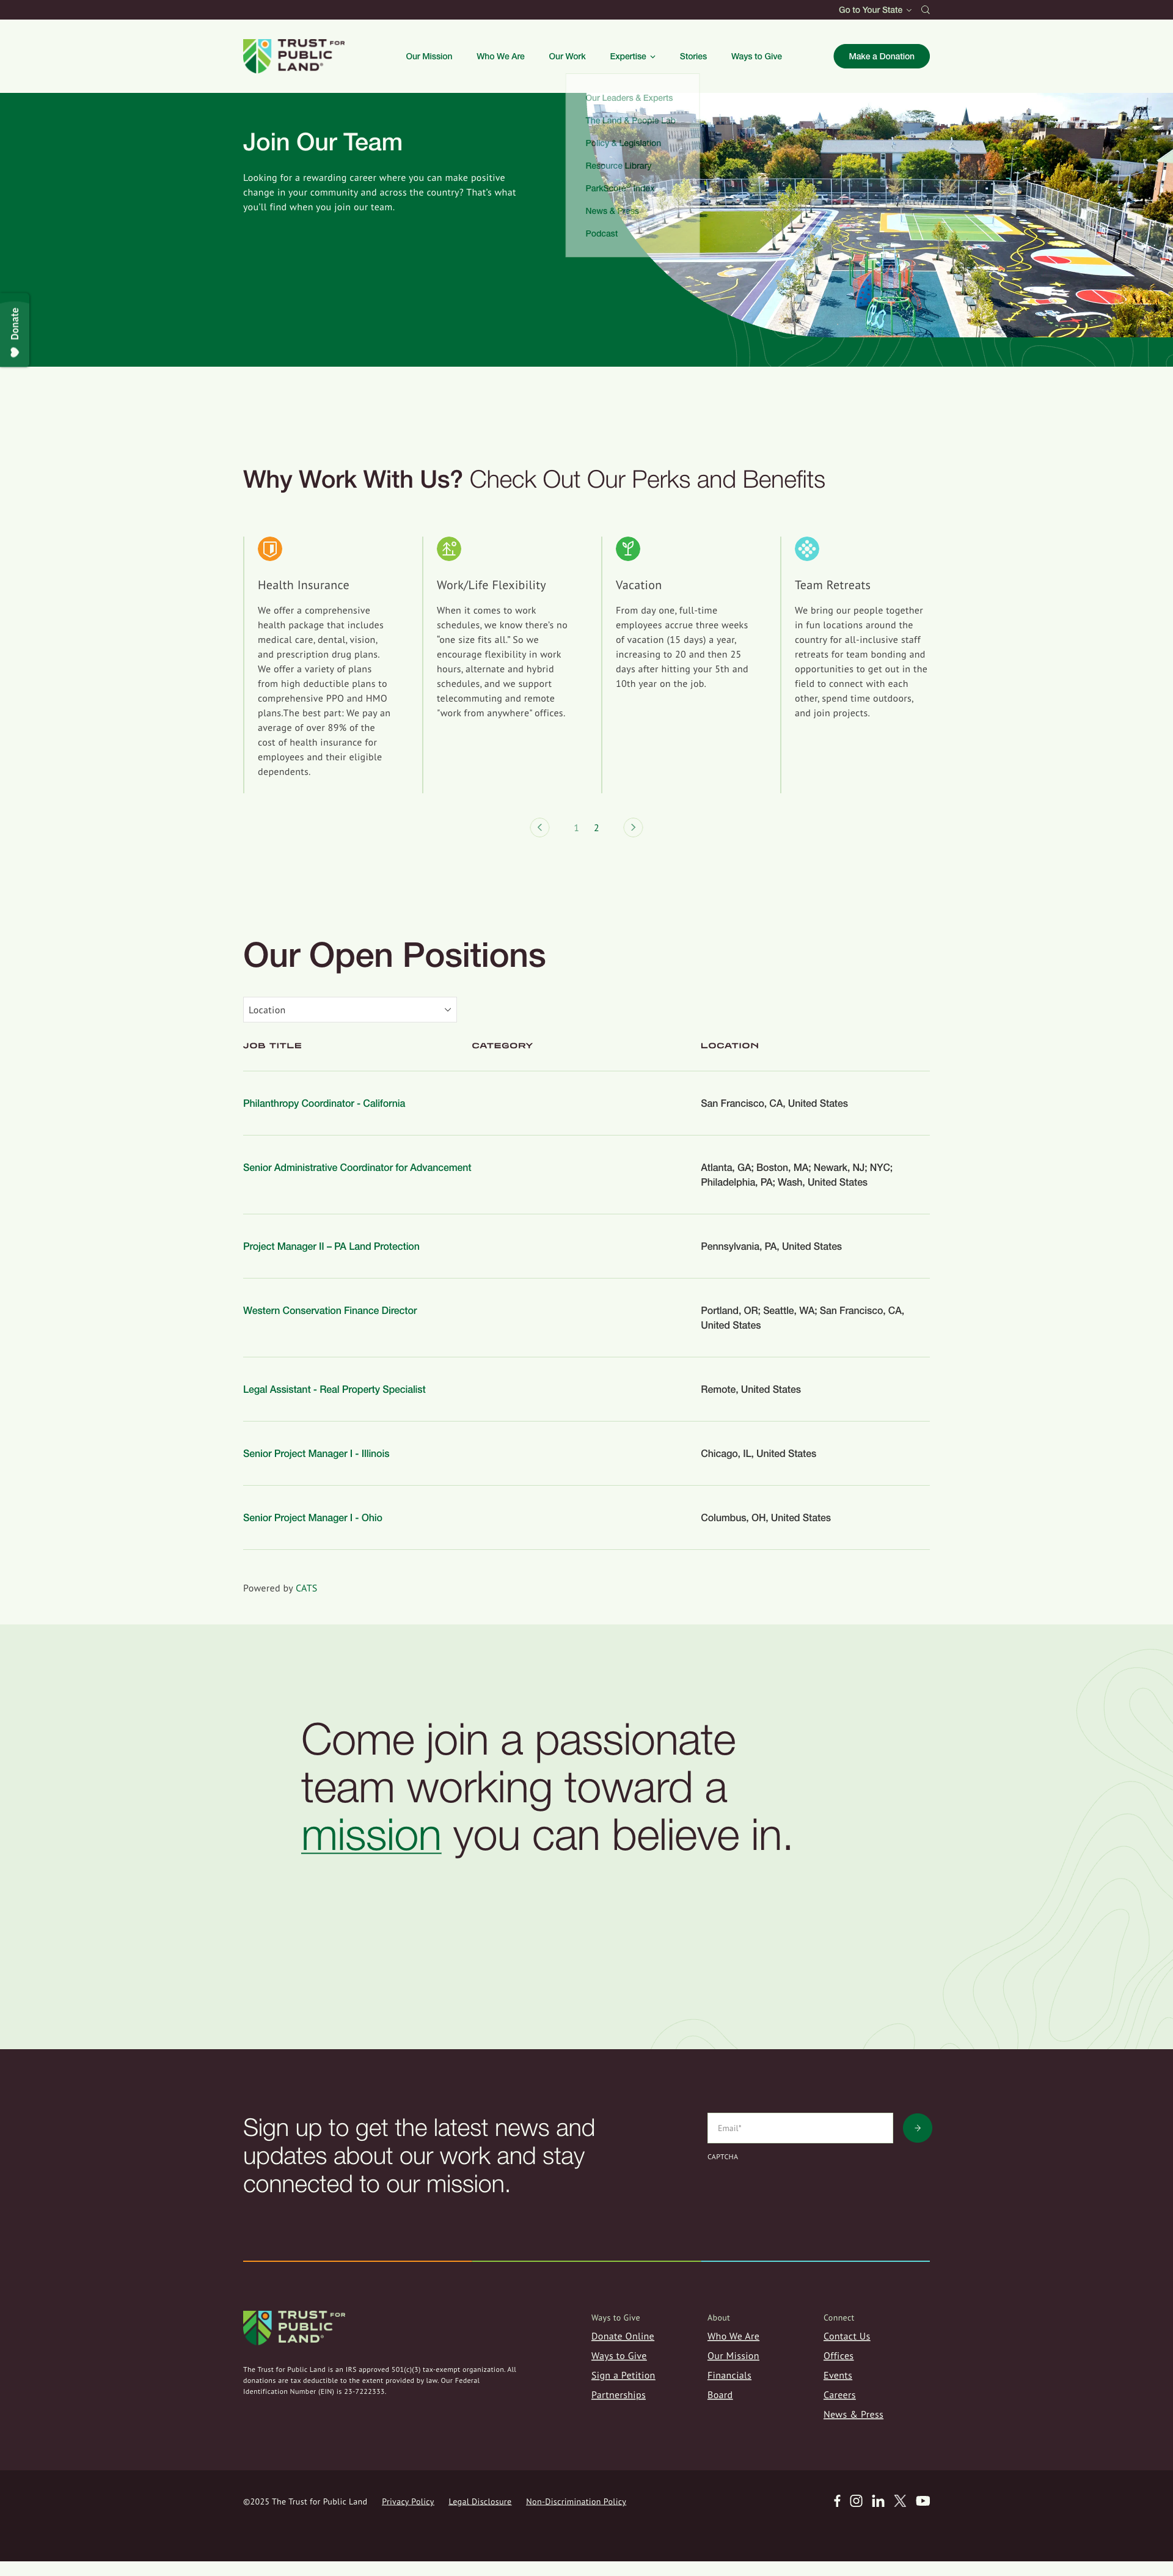 Go to Your State
TRUST FOR
PUBLIC
LAND®
Our Mission
Who We Are
Our Work
Expertise
Stories
Ways to Give
Make a Donation
Our Leaders & Experts
The Land & People Lab
Policy & Legislation
Resource Library
ParkScore® Index
News & Press
Podcast
Join Our Team
Looking for a rewarding career where you can make positive
change in your community and across the country? That's what
you'll find when you join our team.
Donate
Why Work With Us? Check Out Our Perks and Benefits
Health Insurance
We offer a comprehensive
health package that includes
medical care, dental, vision,
and prescription drug plans.
We offer a variety of plans
from high deductible plans to
comprehensive PPO and HMO
plans.The best part: We pay an
average of over 89% of the
cost of health insurance for
employees and their eligible
dependents.
Work/Life Flexibility
When it comes to work
schedules, we know there's no
"one size fits all." So we
encourage flexibility in work
hours, alternate and hybrid
schedules, and we support
telecommuting and remote
"work from anywhere" offices.
Vacation
From day one, full-time
employees accrue three weeks
of vacation (15 days) a year,
increasing to 20 and then 25
days after hitting your 5th and
10th year on the job.
Team Retreats
We bring our people together
in fun locations around the
country for all-inclusive staff
retreats for team bonding and
opportunities to get out in the
field to connect with each
other, spend time outdoors,
and join projects.
1 2
Our Open Positions
Location
JOB TITLE CATEGORY LOCATION
Philanthropy Coordinator - California
San Francisco, CA, United States
Senior Administrative Coordinator for Advancement
Atlanta, GA; Boston, MA; Newark, NJ; NYC;
Philadelphia, PA; Wash, United States
Project Manager II – PA Land Protection
Pennsylvania, PA, United States
Western Conservation Finance Director
Portland, OR; Seattle, WA; San Francisco, CA,
United States
Legal Assistant - Real Property Specialist
Remote, United States
Senior Project Manager I - Illinois
Chicago, IL, United States
Senior Project Manager I - Ohio
Columbus, OH, United States
Powered by CATS
Come join a passionate
team working toward a
mission you can believe in.
Sign up to get the latest news and
updates about our work and stay
connected to our mission.
Email*
CAPTCHA
TRUST FOR
PUBLIC
LAND®
The Trust for Public Land is an IRS approved 501(c)(3) tax-exempt organization. All
donations are tax deductible to the extent provided by law. Our Federal
Identification Number (EIN) is 23-7222333.
Ways to Give
Donate Online
Ways to Give
Sign a Petition
Partnerships
About
Who We Are
Our Mission
Financials
Board
Connect
Contact Us
Offices
Events
Careers
News & Press
©2025 The Trust for Public Land
Privacy Policy
Legal Disclosure
Non-Discrimination Policy